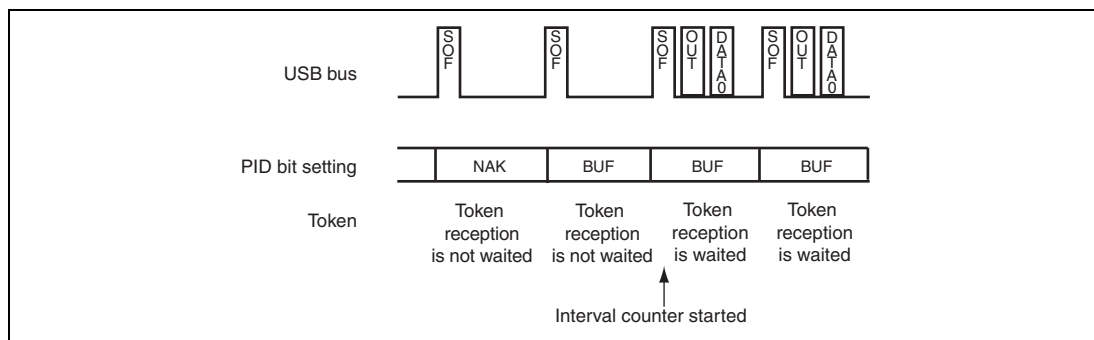 USB bus
SOF
SOF
SOF
OUT
DATA0
SOF
OUT
DATA0
PID bit setting
NAK
BUF
BUF
BUF
Token
Token
reception
is not waited
Token
reception
is not waited
Token
reception
is waited
Token
reception
is waited
Interval counter started